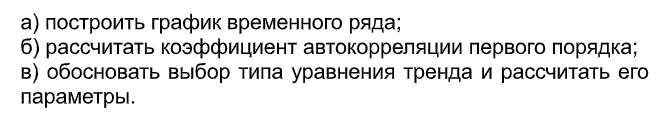 а) построить график временного ряда;
б) рассчитать коэффициент автокорреляции первого порядка;
в) обосновать выбор типа уравнения тренда и рассчитать его
параметры.